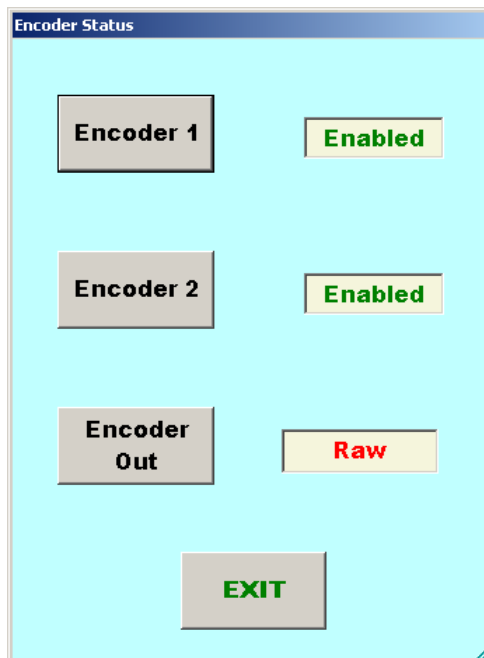 Encoder Status
Encoder 1
Enabled
Encoder 2
Enabled
Encoder
Out
Raw
EXIT